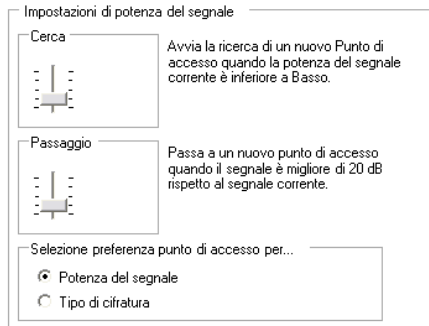 Impostazioni di potenza del segnale
Cerca
Avvia la ricerca di un nuovo Punto di
accesso quando la potenza del segnale
corrente è inferiore a Basso.
Passaggio
Passa a un nuovo punto di accesso
quando il segnale è migliore di 20 dB
rispetto al segnale corrente.
Selezione preferenza punto di accesso per...
Potenza del segnale
Tipo di cifratura